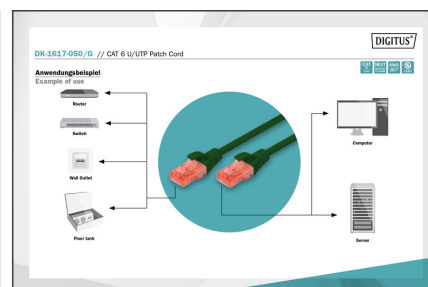 DIGITUS®
DK-1617-050/G // CAT 6 U/UTP Patch Cord
Anwendungsbeispiel
Example of use
Router
Switch
Wall Outlet
Floor tank
Computer
Server